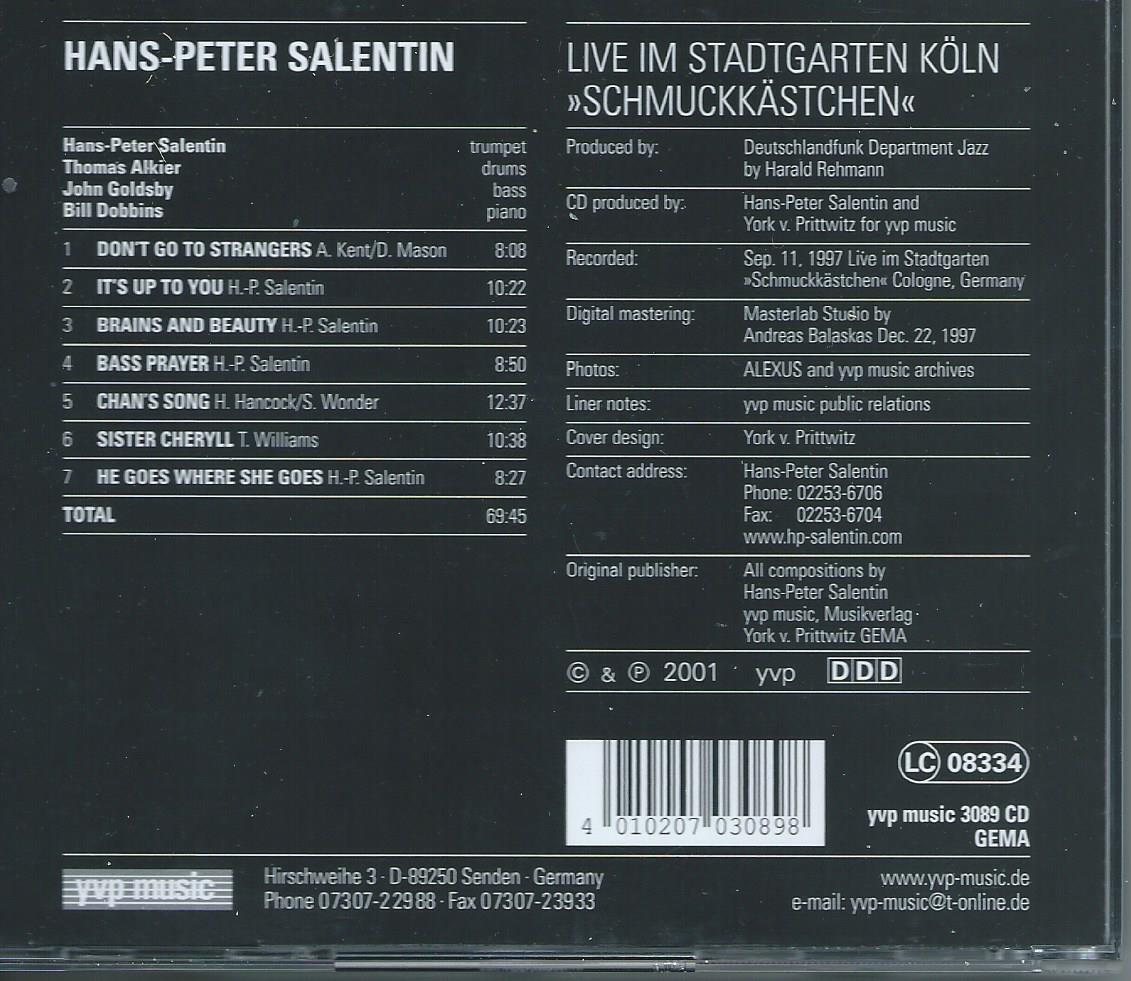 HANS-PETER SALENTIN
Hans-Peter Salentin trumpet
Thomas Alkier drums
John Goldsby bass
Bill Dobbins piano
1 DON'T GO TO STRANGERS A. Kent/D. Mason 8:08
2 IT'S UP TO YOU H.-P. Salentin 10:22
3 BRAINS AND BEAUTY H.-P. Salentin 10:23
4 BASS PRAYER H.-P. Salentin 8:50
5 CHAN'S SONG H. Hancock/S. Wonder 12:37
6 SISTER CHERYLL T. Williams 10:38
7 HE GOES WHERE SHE GOES H.-P. Salentin 8:27
TOTAL 69:45
LIVE IM STADTGARTEN KÖLN
»SCHMUCKKÄSTCHEN«
Produced by: Deutschlandfunk Department Jazz
by Harald Rehmann
CD produced by: Hans-Peter Salentin and
York v. Prittwitz for yvp music
Recorded: Sep. 11, 1997 Live im Stadtgarten
»Schmuckkästchen« Cologne, Germany
Digital mastering: Masterlab Studio by
Andreas Balaskas Dec. 22, 1997
Photos: ALEXUS and yvp music archives
Liner notes: yvp music public relations
Cover design: York v. Prittwitz
Contact address: Hans-Peter Salentin
Phone: 02253-6706
Fax: 02253-6704
www.hp-salentin.com
Original publisher: All compositions by
Hans-Peter Salentin
yvp music, Musikverlag
York v. Prittwitz GEMA
© & ℗ 2001 yvp DDD
4 010207 030898
LC 08334
yvp music 3089 CD
GEMA
yvp music
Hirschweihe 3 · D-89250 Senden · Germany
Phone 07307-22988 · Fax 07307-23933
www.yvp-music.de
e-mail: yvp-music@t-online.de